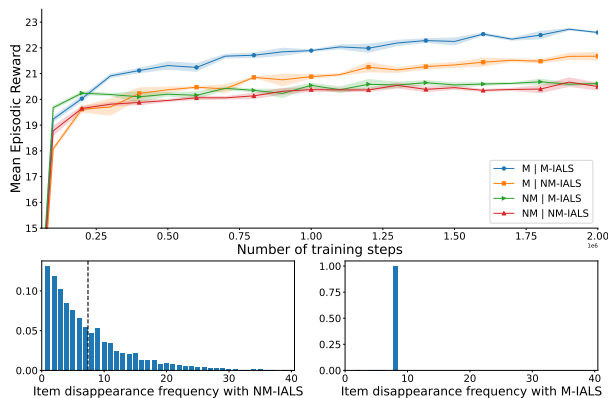 23
22
21
20
19
18
17
16
15
Mean Episodic Reward
M | M-IALS
M | NM-IALS
NM | M-IALS
NM | NM-IALS
0.25 0.50 0.75 1.00 1.25 1.50 1.75 2.00
1e6
Number of training steps
0.10
0.05
0.00
0 10 20 30 40
Item disappearance frequency with NM-IALS
1.00
0.75
0.50
0.25
0.00
0 10 20 30 40
Item disappearance frequency with M-IALS